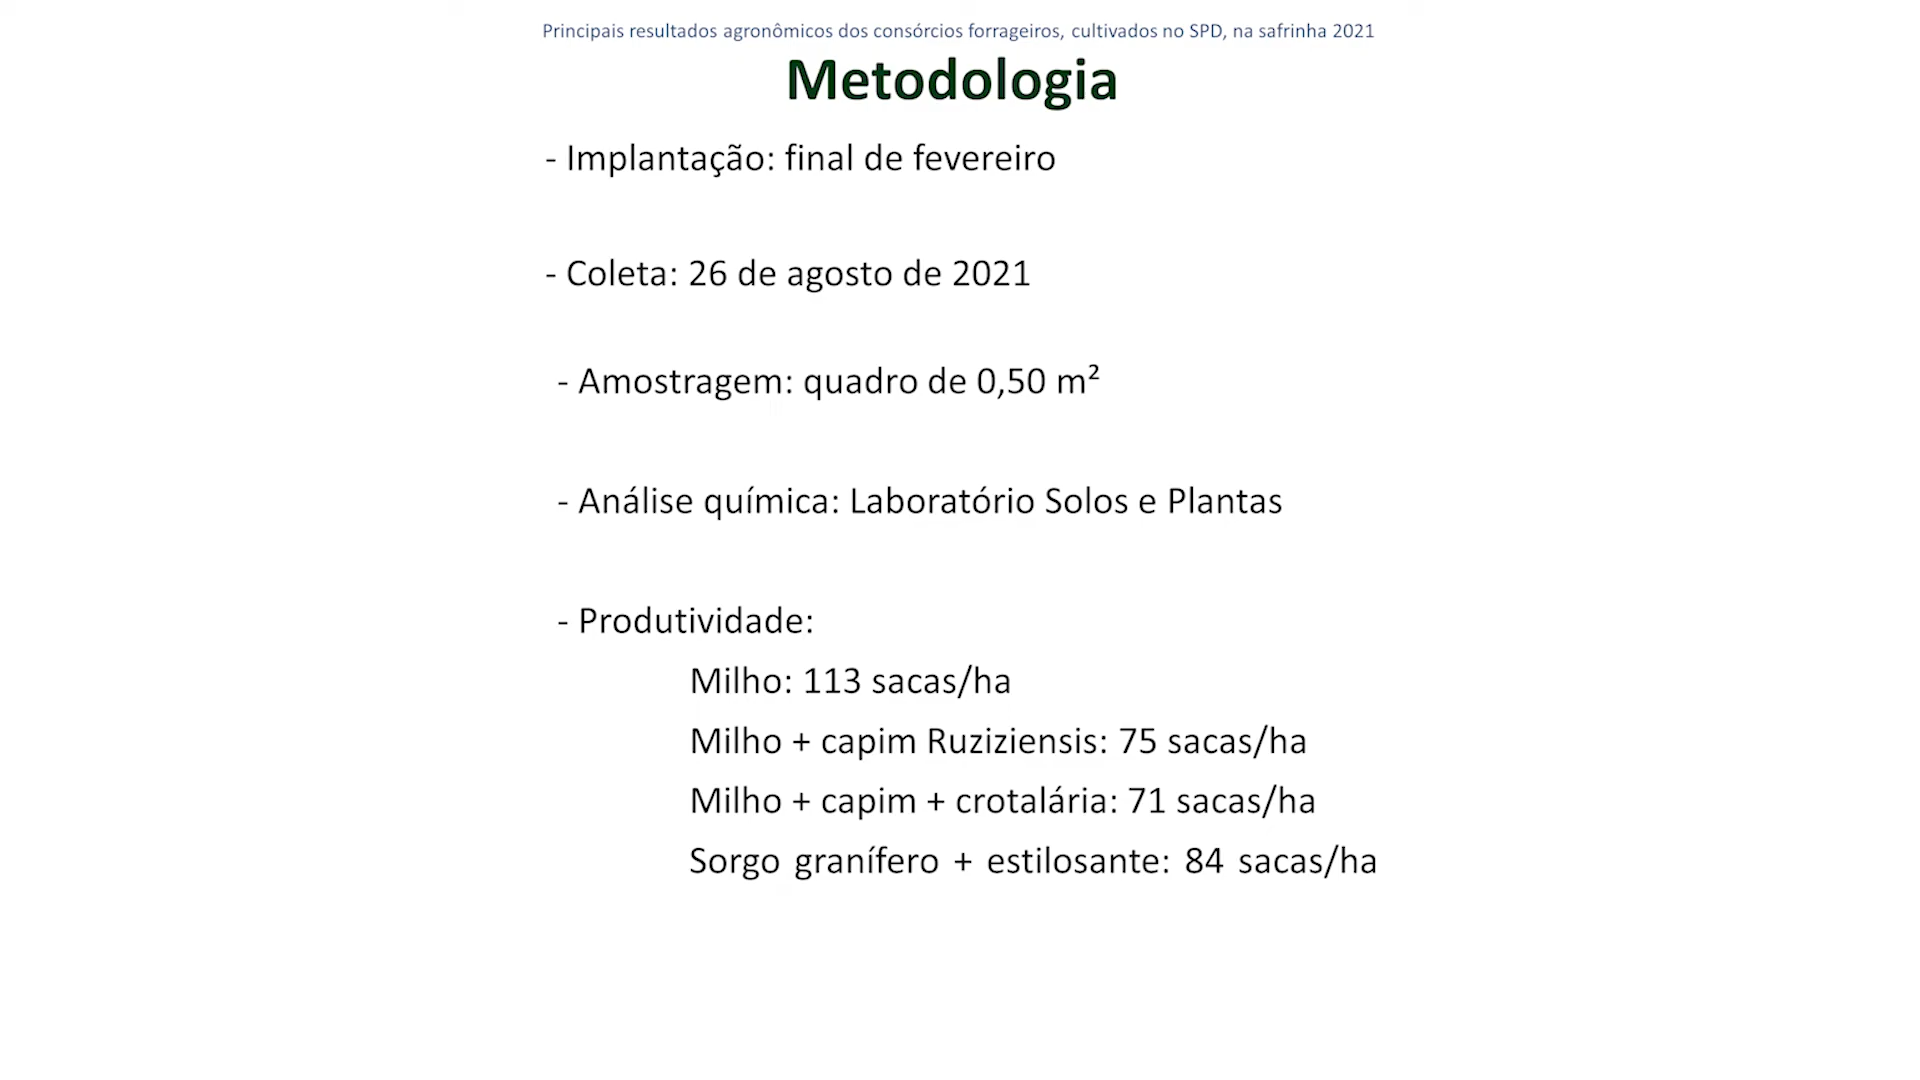 Principais resultados agronômicos dos consórcios forrageiros, cultivados no SPD, na safrinha 2021
Metodologia
- Implantação: final de fevereiro
- Coleta: 26 de agosto de 2021
- Amostragem: quadro de 0,50 m²
- Análise química: Laboratório Solos e Plantas
- Produtividade:
Milho: 113 sacas/ha
Milho + capim Ruziziensis: 75 sacas/ha
Milho + capim + crotalária: 71 sacas/ha
Sorgo granífero + estilosante: 84 sacas/ha